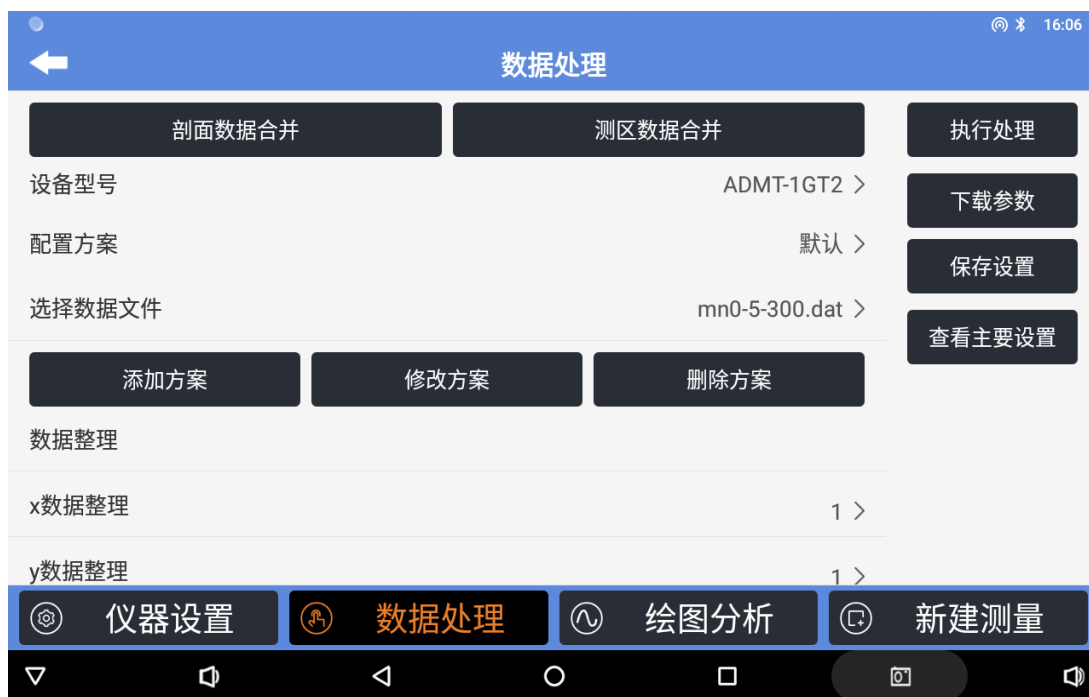 16:06
数据处理
剖面数据合并 测区数据合并 执行处理
设备型号 ADMT-1GT2
下载参数
配置方案 默认
保存设置
选择数据文件 mn0-5-300.dat
查看主要设置
添加方案 修改方案 删除方案
数据整理
x数据整理 1
y数据整理 1
仪器设置 数据处理 绘图分析 新建测量